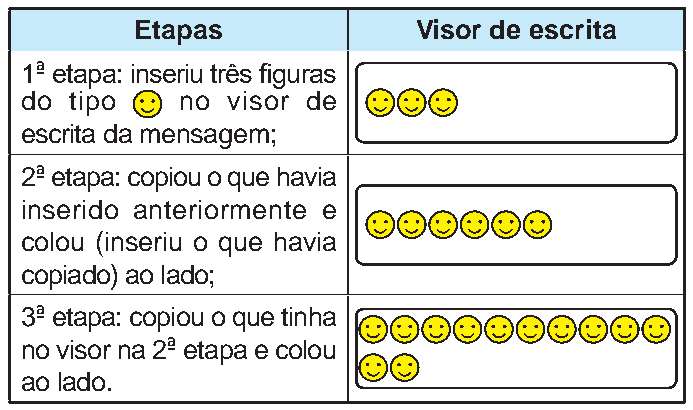 Etapas
Visor de escrita
1ª etapa: inseriu três figuras
do tipo no visor de
escrita da mensagem;
2ª etapa: copiou o que havia
inserido anteriormente e
colou (inseriu o que havia
copiado) ao lado;
3ª etapa: copiou o que tinha
no visor na 2ª etapa e colou
ao lado.